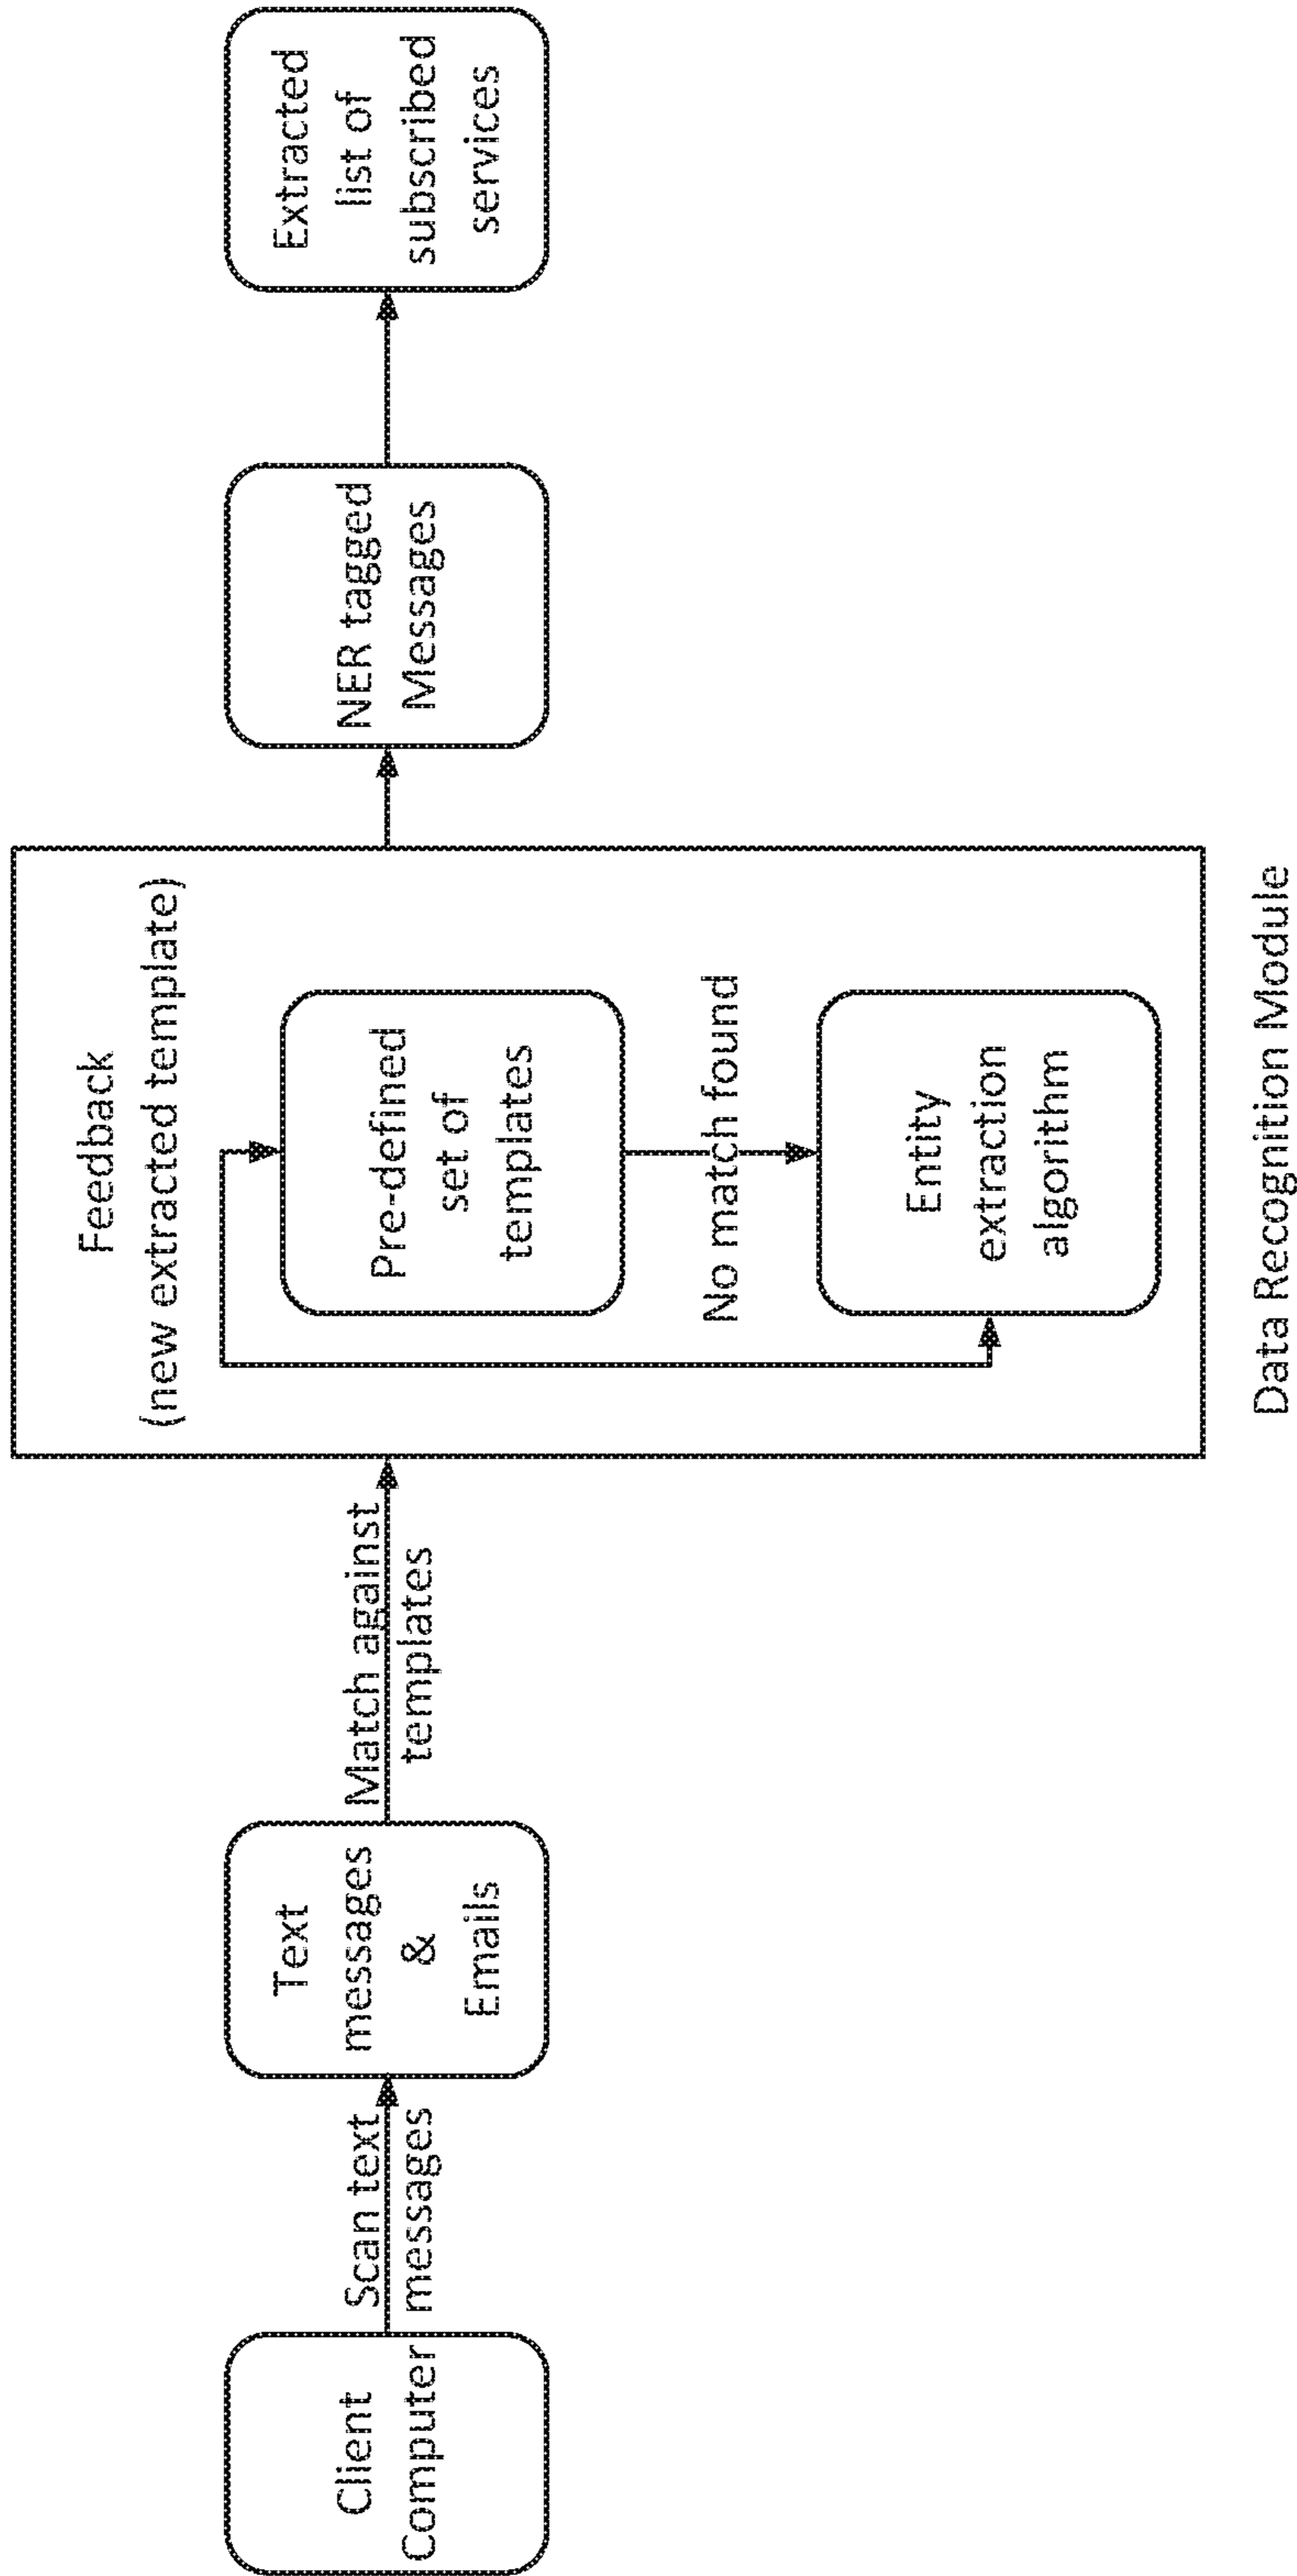 Client
Computer
Scan text
messages
Text
messages
&
Emails
Match against
templates
Feedback
(new extracted template)
Pre-defined
set of
templates
No match found
Entity
extraction
algorithm
Data Recognition Module
NER tagged
Messages
Extracted
list of
subscribed
services